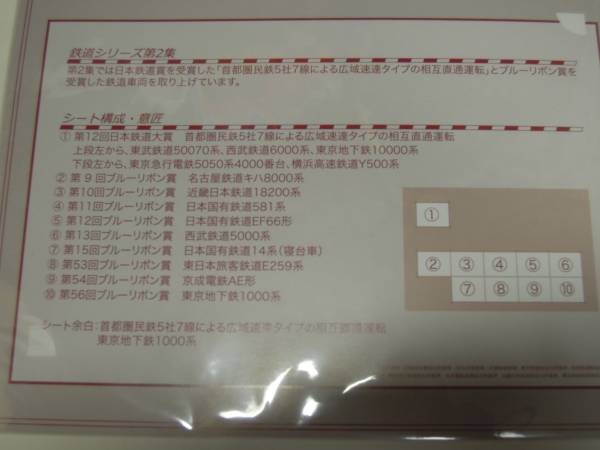 鉄道シリーズ第2集
第2集では日本鉄道賞を受賞した「首都圏民鉄5社7線による広域速達タイプの相互直通運転」とブルーリボン賞を
受賞した鉄道車両を取り上げています。
シート構成・意匠
① 第12回日本鉄道大賞 首都圏民鉄5社7線による広域速達タイプの相互直通運転
上段左から、東武鉄道50070系、西武鉄道6000系、東京地下鉄10000系
下段左から、東京急行電鉄5050系4000番台、横浜高速鉄道Y500系
② 第 9 回ブルーリボン賞 名古屋鉄道キハ8000系
③ 第10回ブルーリボン賞 近畿日本鉄道18200系
④ 第11回ブルーリボン賞 日本国有鉄道581系
⑤ 第12回ブルーリボン賞 日本国有鉄道EF66形
⑥ 第13回ブルーリボン賞 西武鉄道5000系
⑦ 第15回ブルーリボン賞 日本国有鉄道14系(寝台車)
⑧ 第53回ブルーリボン賞 東日本旅客鉄道E259系
⑨ 第54回ブルーリボン賞 京成電鉄AE形
⑩ 第56回ブルーリボン賞 東京地下鉄1000系
シート余白:首都圏民鉄5社7線による広域速達タイプの相互直通運転
東京地下鉄1000系
①
② ③ ④ ⑤ ⑥
⑦ ⑧ ⑨ ⑩